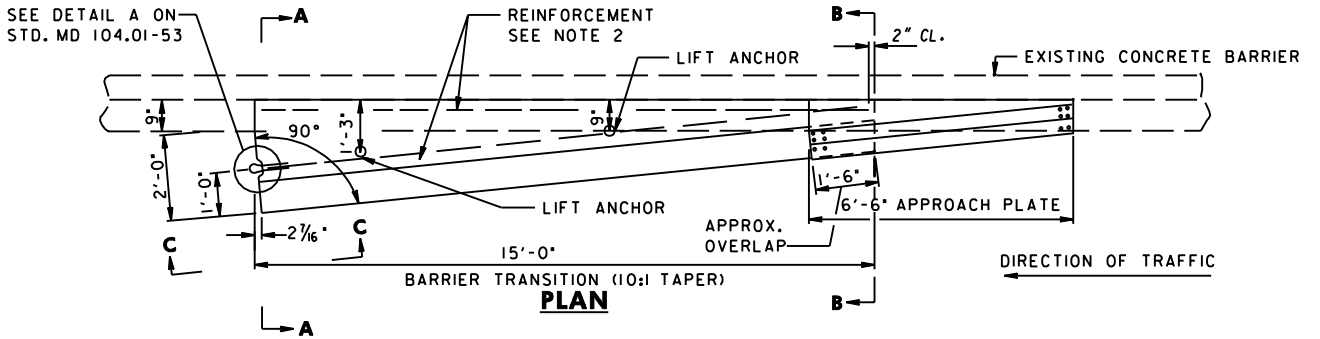 SEE DETAIL A ON
STD. MD 104.01-53
A
REINFORCEMENT
SEE NOTE 2
LIFT ANCHOR
B
2" CL.
EXISTING CONCRETE BARRIER
9"
90°
1'-3"
9"
2'-0"
1'-0"
1'-6"
6'-6" APPROACH PLATE
LIFT ANCHOR
APPROX.
OVERLAP
C
2 7/16"
C
15'-0"
DIRECTION OF TRAFFIC
BARRIER TRANSITION (10:1 TAPER)
PLAN
B
A